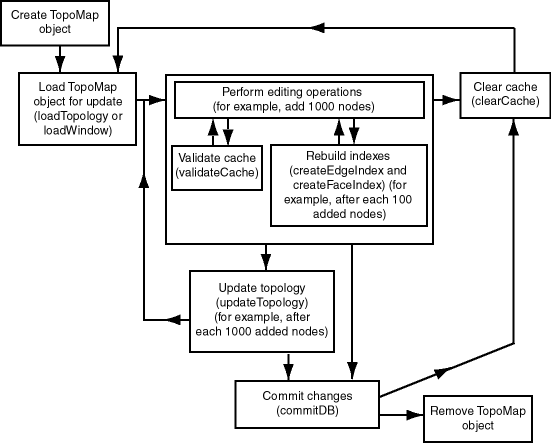 Create TopoMap
object
Load TopoMap
object for update
(loadTopology or
loadWindow)
Perform editing operations
(for example, add 1000 nodes)
Validate cache
(validateCache)
Rebuild indexes
(createEdgeIndex and
createFaceIndex) (for
example, after each 100
added nodes)
Clear cache
(clearCache)
Update topology
(updateTopology)
(for example, after
each 1000 added nodes)
Commit changes
(commitDB)
Remove TopoMap
object